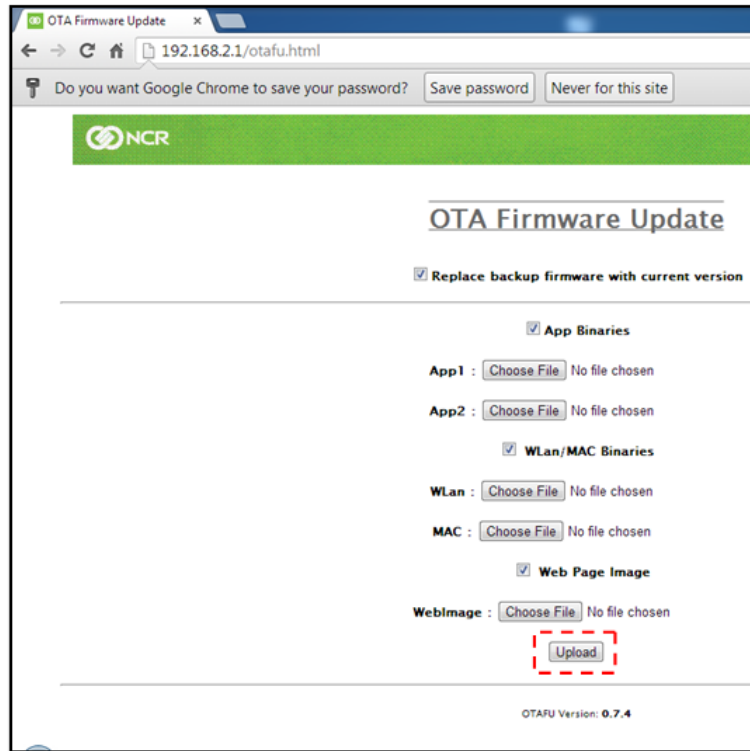 OTA Firmware Update
192.168.2.1/otafu.html
Do you want Google Chrome to save your password? Save password Never for this site
NCR
OTA Firmware Update
Replace backup firmware with current version
App Binaries
App1 : Choose File No file chosen
App2 : Choose File No file chosen
WLan/MAC Binaries
WLan : Choose File No file chosen
MAC : Choose File No file chosen
Web Page Image
WebImage : Choose File No file chosen
Upload
OTAFU Version: 0.7.4